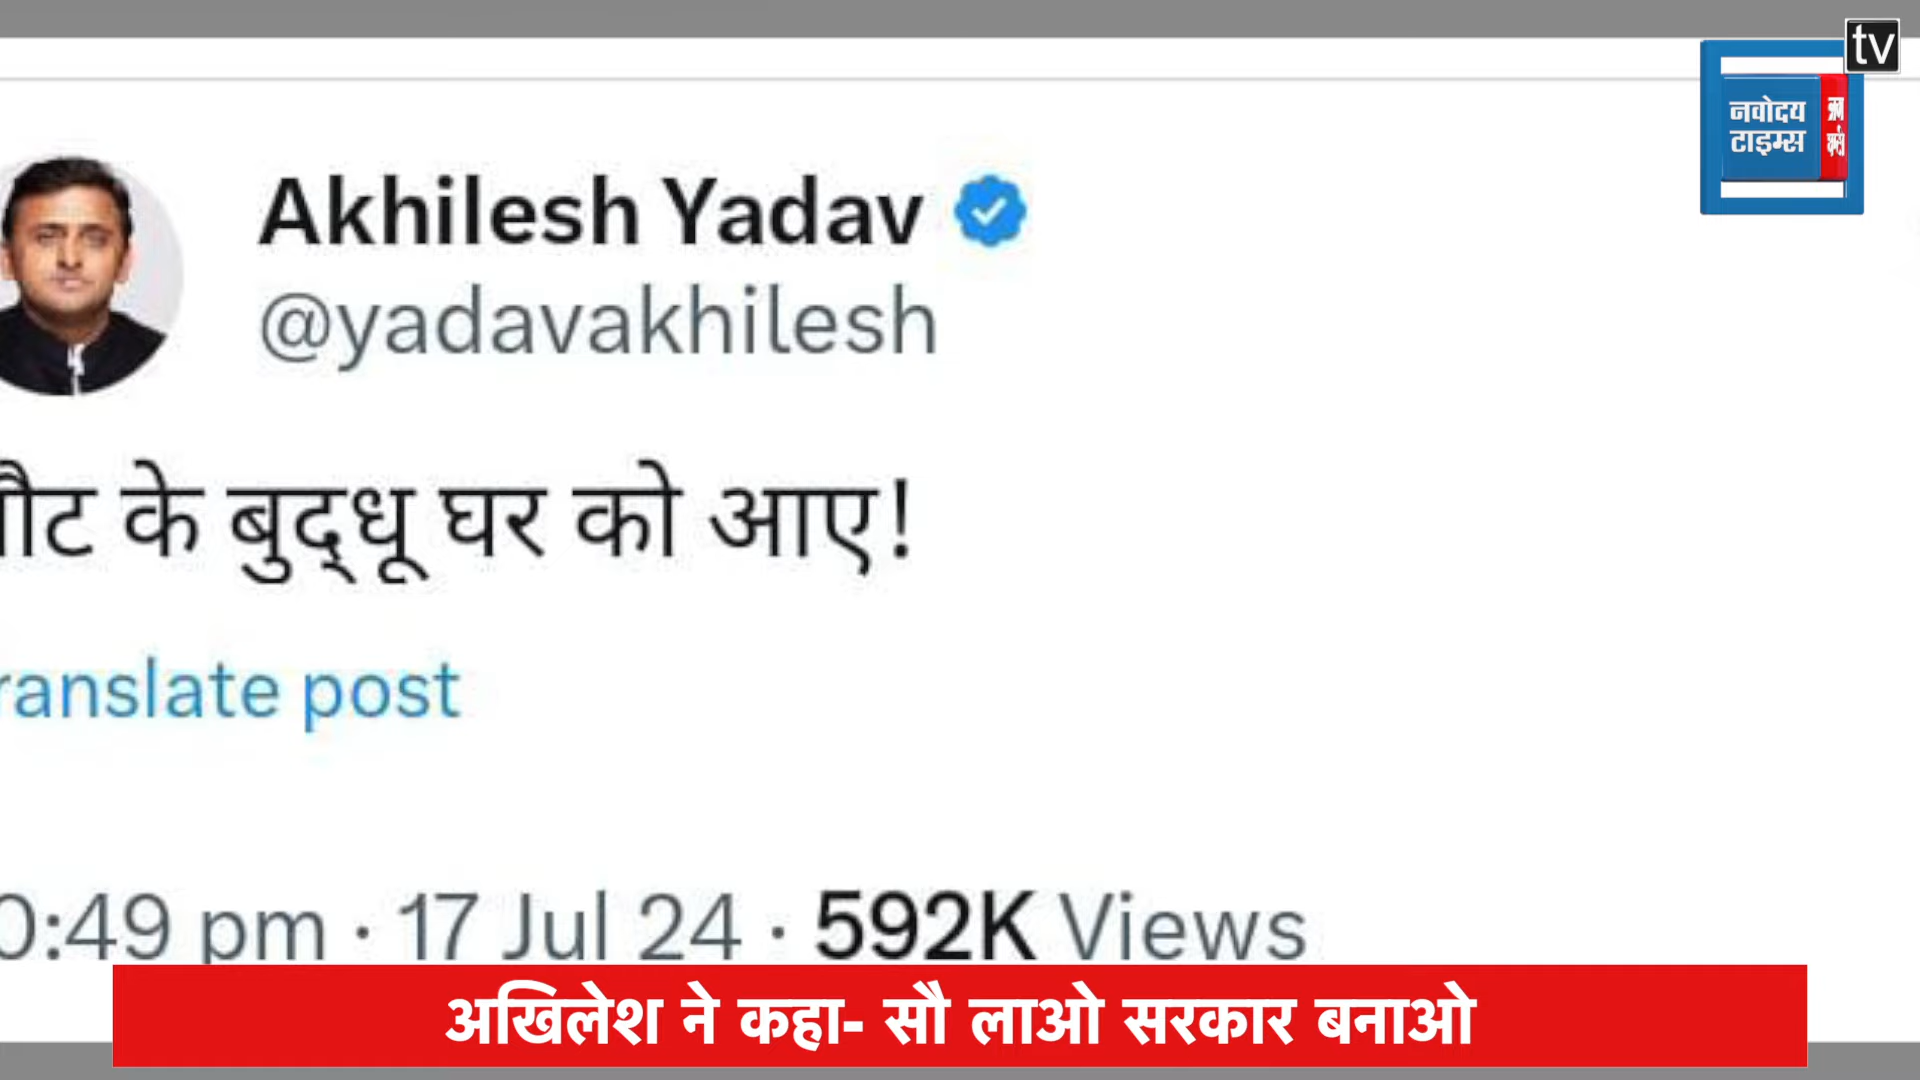 tv
नवोदय
टाइम्स
Akhilesh Yadav
@yadavakhilesh
के बुद्धू घर को आए!
ranslate post
0:49 pm · 17 Jul 24 · 592K Views
अखिलेश ने कहा- सौ लाओ सरकार बनाओ